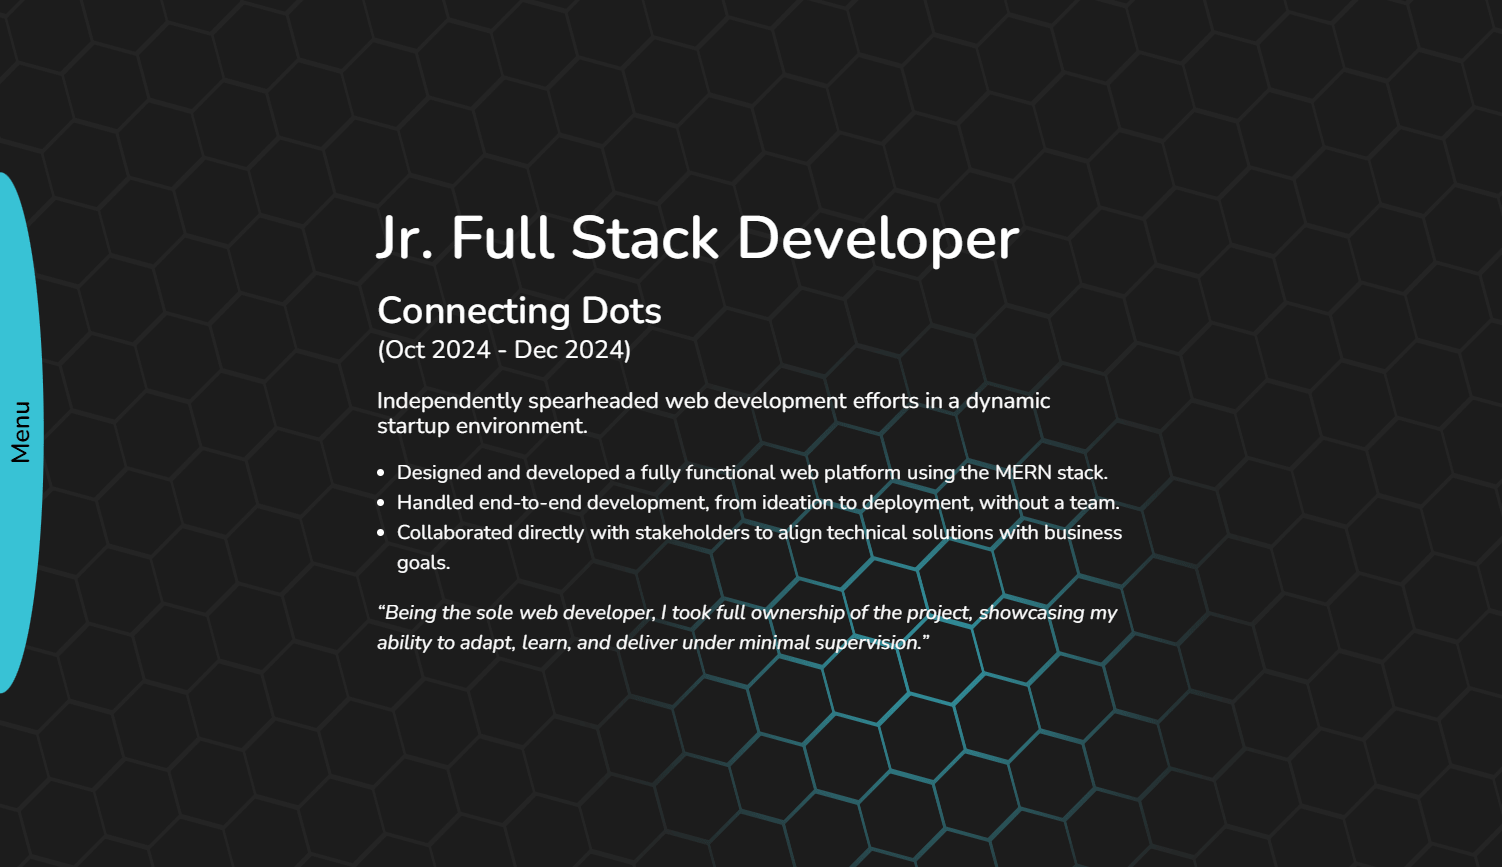 Menu
Jr. Full Stack Developer
Connecting Dots
(Oct 2024 - Dec 2024)
Independently spearheaded web development efforts in a dynamic
startup environment.
• Designed and developed a fully functional web platform using the MERN stack.
• Handled end-to-end development, from ideation to deployment, without a team.
• Collaborated directly with stakeholders to align technical solutions with business
goals.
“Being the sole web developer, I took full ownership of the project, showcasing my
ability to adapt, learn, and deliver under minimal supervision.”